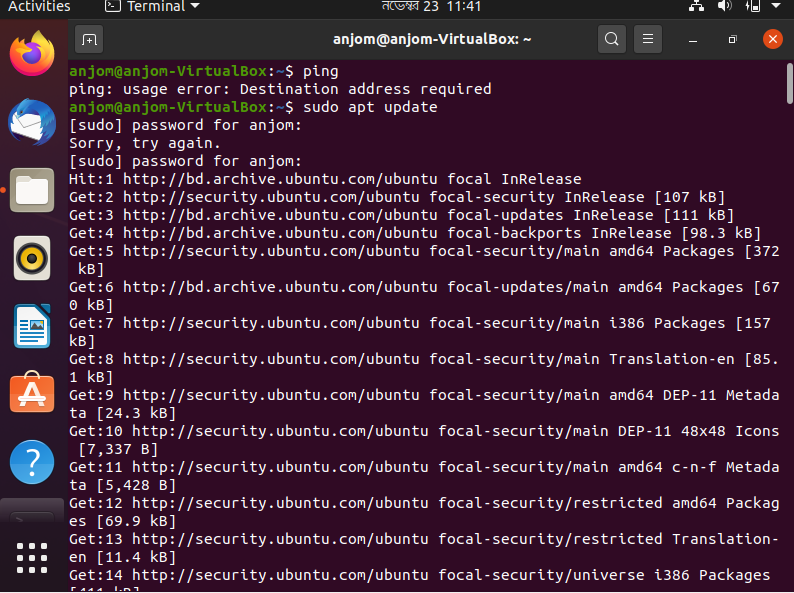 Activities
Terminal
নভেম্বর 23 11:41
anjom@anjom-VirtualBox: ~
anjom@anjom-VirtualBox:~$ ping
ping: usage error: Destination address required
anjom@anjom-VirtualBox:~$ sudo apt update
[sudo] password for anjom:
Sorry, try again.
[sudo] password for anjom:
Hit:1 http://bd.archive.ubuntu.com/ubuntu focal InRelease
Get:2 http://security.ubuntu.com/ubuntu focal-security InRelease [107 kB]
Get:3 http://bd.archive.ubuntu.com/ubuntu focal-updates InRelease [111 kB]
Get:4 http://bd.archive.ubuntu.com/ubuntu focal-backports InRelease [98.3 kB]
Get:5 http://security.ubuntu.com/ubuntu focal-security/main amd64 Packages [372
kB]
Get:6 http://bd.archive.ubuntu.com/ubuntu focal-updates/main amd64 Packages [67
0 kB]
Get:7 http://security.ubuntu.com/ubuntu focal-security/main i386 Packages [157
kB]
Get:8 http://security.ubuntu.com/ubuntu focal-security/main Translation-en [85.
1 kB]
Get:9 http://security.ubuntu.com/ubuntu focal-security/main amd64 DEP-11 Metada
ta [24.3 kB]
Get:10 http://security.ubuntu.com/ubuntu focal-security/main DEP-11 48x48 Icons
[7,337 B]
Get:11 http://security.ubuntu.com/ubuntu focal-security/main amd64 c-n-f Metada
ta [5,428 B]
Get:12 http://security.ubuntu.com/ubuntu focal-security/restricted amd64 Packag
es [69.9 kB]
Get:13 http://security.ubuntu.com/ubuntu focal-security/restricted Translation-
en [11.4 kB]
Get:14 http://security.ubuntu.com/ubuntu focal-security/universe i386 Packages